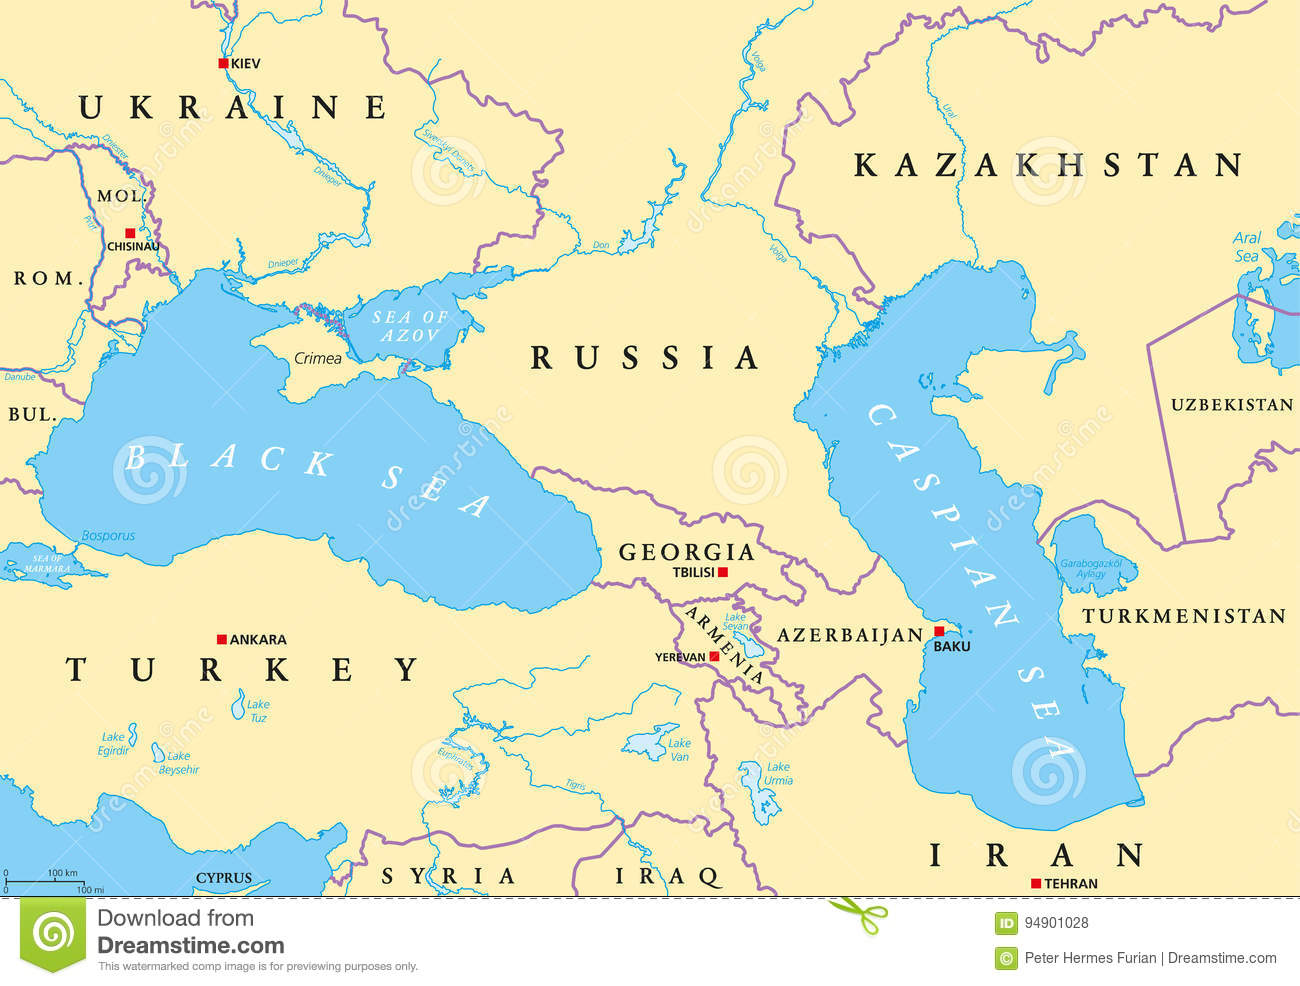 KIEV
UKRAINE
Volga
Ural
Dniester
Siverskyi Donets
KAZAKHSTAN
Dnieper
MOL.
Prut
CHISINAU
Don
Volga
Aral
Sea
Dnieper
ROM.
SEA OF
AZOV
Crimea
RUSSIA
Danube
BUL.
UZBEKISTAN
BLACK SEA
CASPIAN SEA
Bosporus
SEA OF
MARMARA
GEORGIA
TBILISI
Garabogazköl
Aylagy
ARMENIA
Lake
Sevan
TURKMENISTAN
AZERBAIJAN
BAKU
ANKARA
YEREVAN
TURKEY
Lake
Tuz
Lake
Egirdir
Lake
Beysehir
Euphrates
Lake
Van
Tigris
Lake
Urmia
IRAN
TEHRAN
CYPRUS
SYRIA
IRAQ
0 100 km
0 100 mi
dreamstime
Download from
Dreamstime.com
This watermarked comp image is for previewing purposes only.
ID 94901028
© Peter Hermes Furian | Dreamstime.com